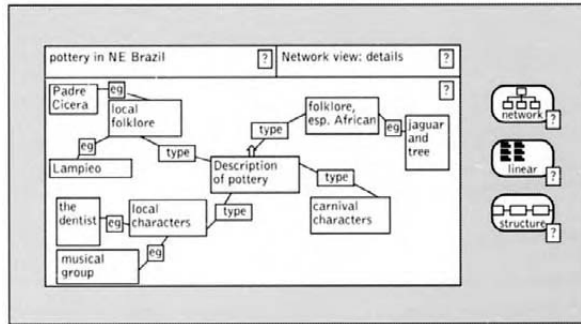 pottery in NE Brazil ?
Network view: details ?
?
Padre
Cicera
eg
local
folklore
eg
Lampieo
type
folklore,
esp. African
type
eg
jaguar
and
tree
Description
of pottery
type
carnival
characters
type
the
dentist
eg
local
characters
eg
musical
group
network
?
linear
?
structure
?